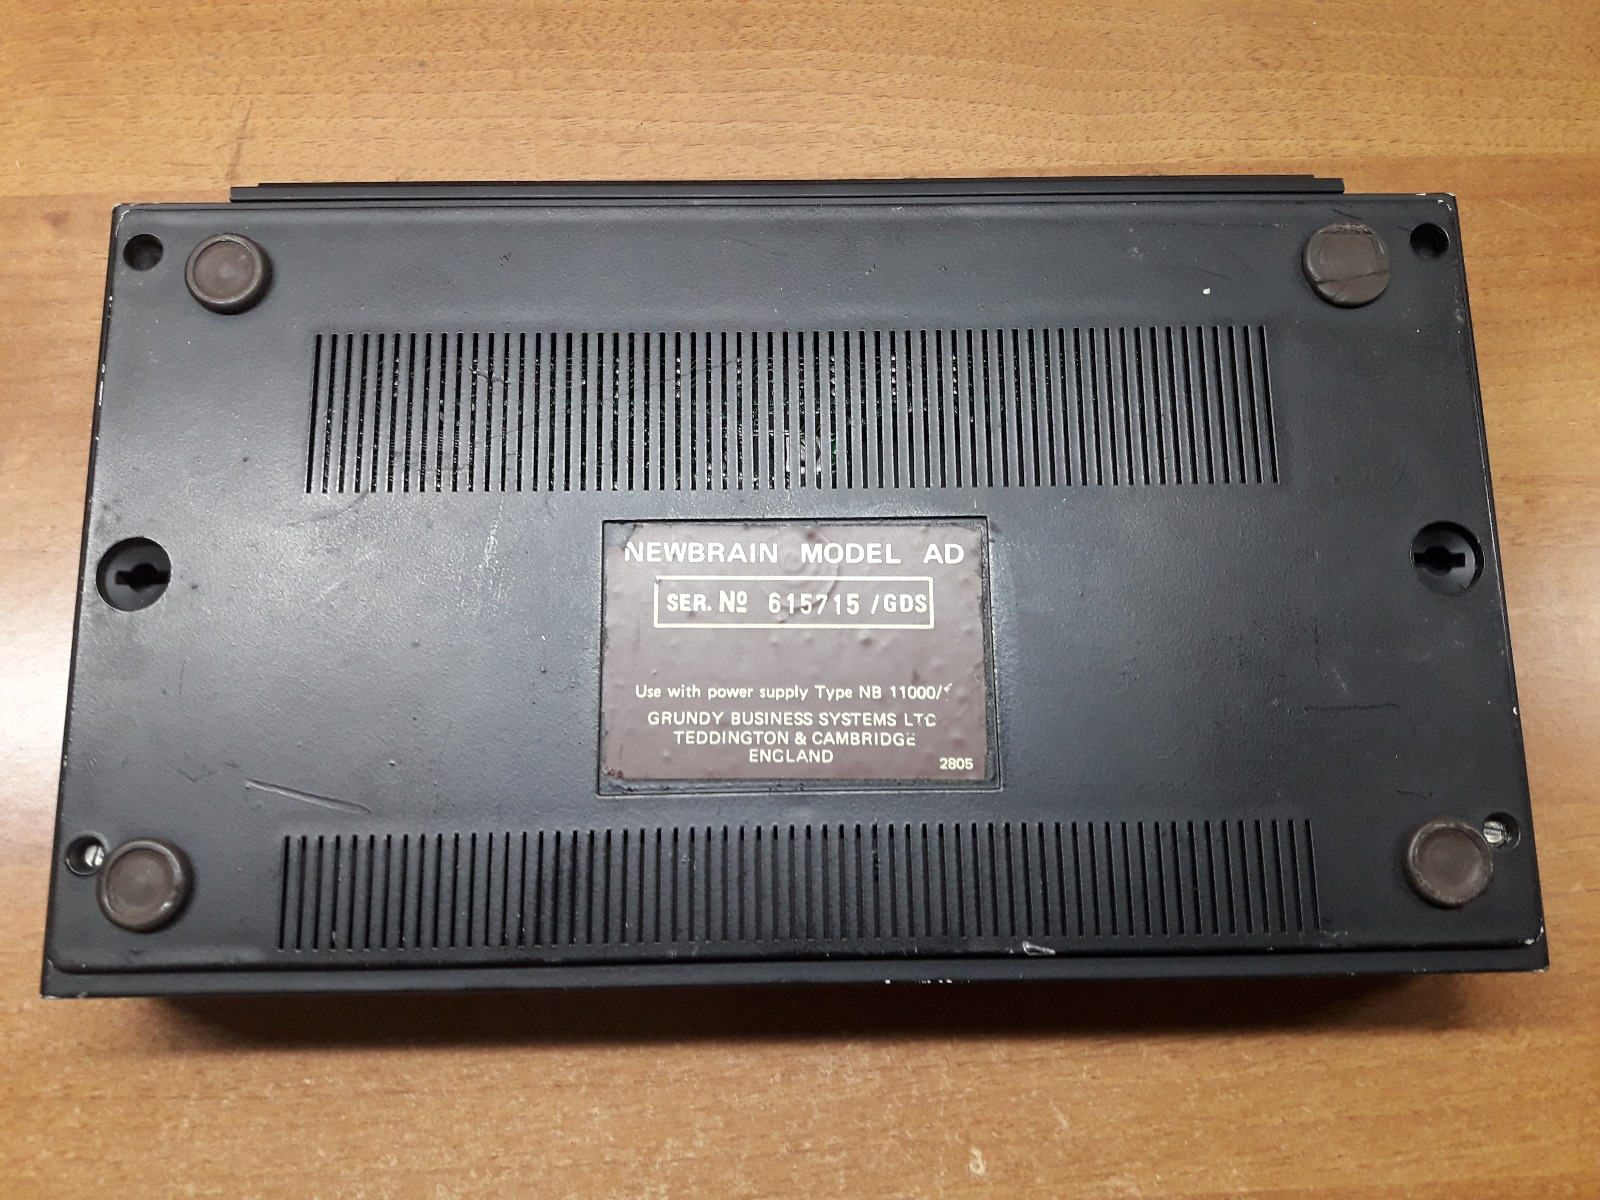 NEWBRAIN MODEL AD
SER. Nº 615715 /GDS
Use with power supply Type NB 11000/
GRUNDY BUSINESS SYSTEMS LTD
TEDDINGTON & CAMBRIDGE
ENGLAND
2805